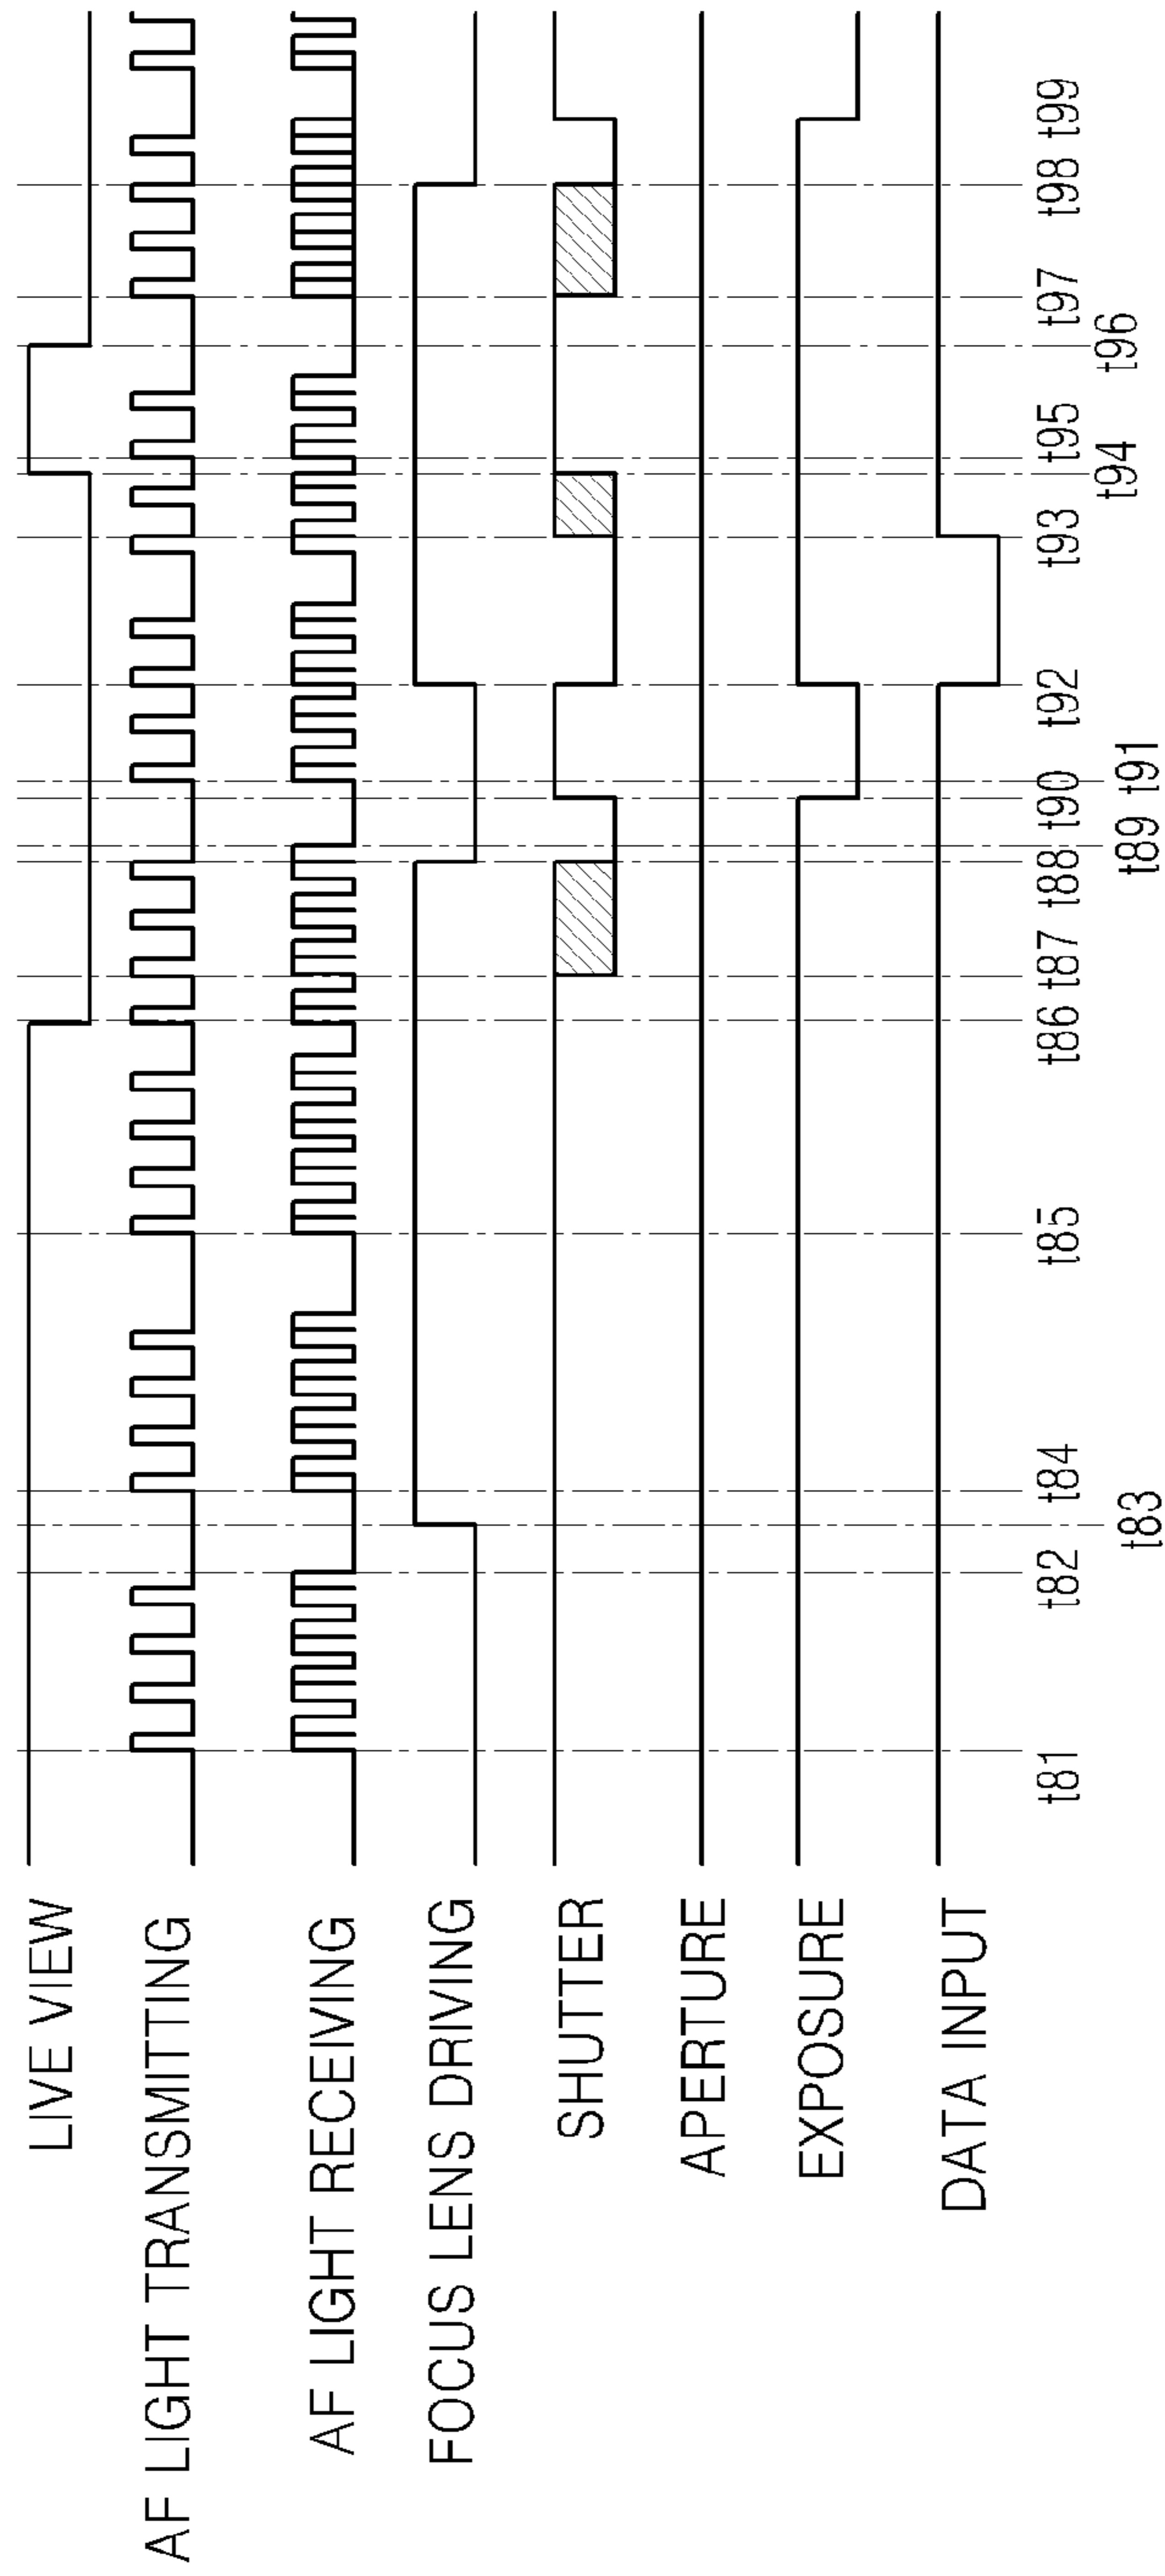 LIVE VIEW
AF LIGHT TRANSMITTING
AF LIGHT RECEIVING
FOCUS LENS DRIVING
SHUTTER
APERTURE
EXPOSURE
DATA INPUT
t81 t82 t84 t85 t86 t87 t88 t90 t92 t93 t95 t97 t98 t99
t83 t89 t91 t94 t96